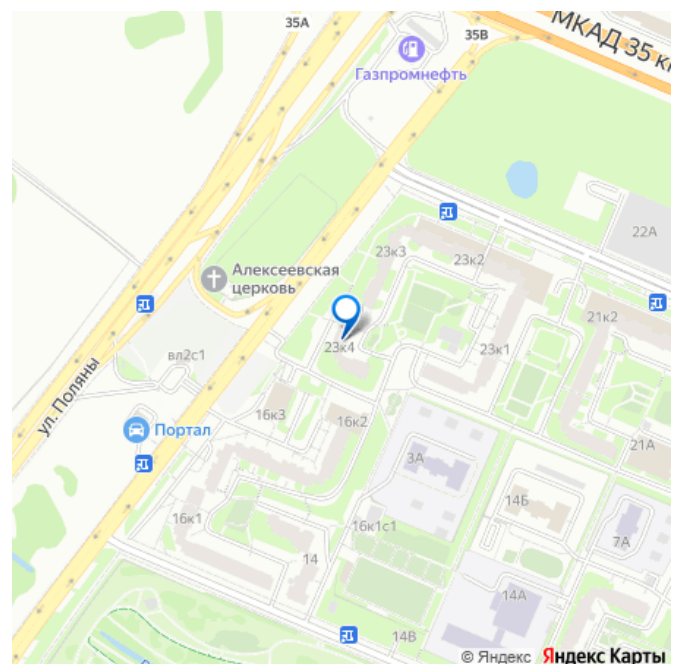 35А
35В
МКАД 35 к
Газпромнефть
22А
23к3
23к2
Алексеевская
церковь
21к2
23к4
23к1
вл2с1
ул. Поляны
16к3
16к2
Портал
21А
3А
14Б
16к1
16к1с1
7А
14
14А
14В
© Яндекс Яндекс Карты